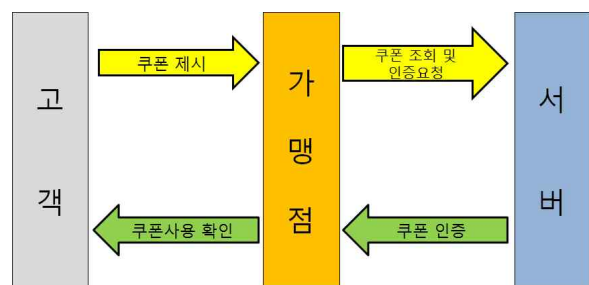 고객
쿠폰 제시
가맹점
쿠폰 조회 및
인증요청
서버
쿠폰사용 확인
쿠폰 인증